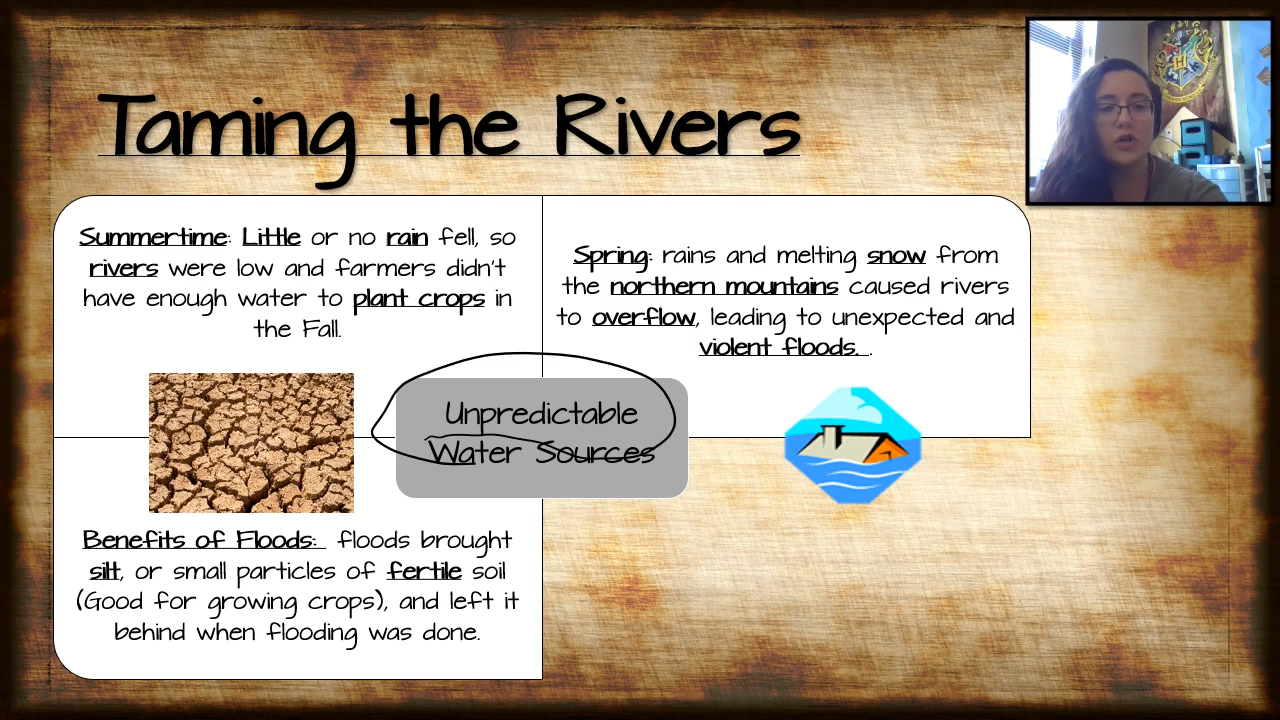 Taming the Rivers
Summertime: Little or no rain fell, so
rivers were low and farmers didn't
have enough water to plant crops in
the Fall.
Spring: rains and melting snow from
the northern mountains caused rivers
to overflow, leading to unexpected and
violent floods. .
Unpredictable
Water Sources
Benefits of Floods: floods brought
silt, or small particles of fertile soil
(Good for growing crops), and left it
behind when flooding was done.